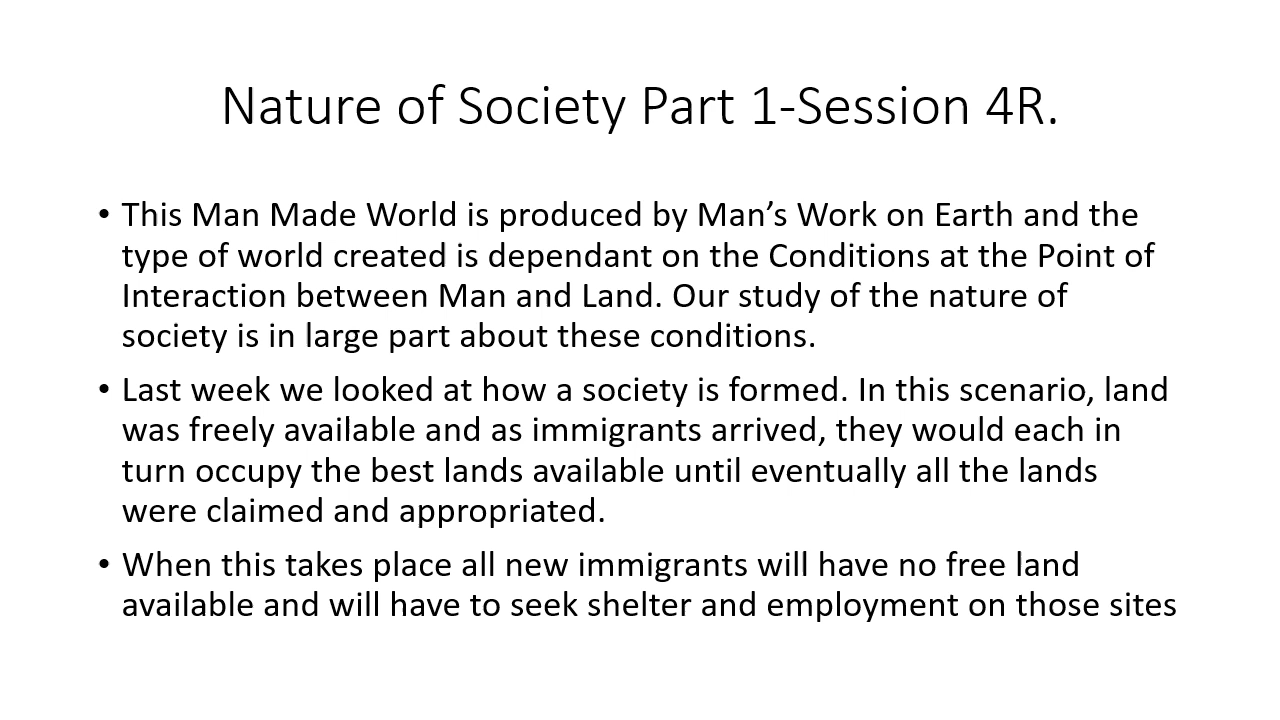 Nature of Society Part 1-Session 4R.
• This Man Made World is produced by Man’s Work on Earth and the
type of world created is dependant on the Conditions at the Point of
Interaction between Man and Land. Our study of the nature of
society is in large part about these conditions.
• Last week we looked at how a society is formed. In this scenario, land
was freely available and as immigrants arrived, they would each in
turn occupy the best lands available until eventually all the lands
were claimed and appropriated.
• When this takes place all new immigrants will have no free land
available and will have to seek shelter and employment on those sites